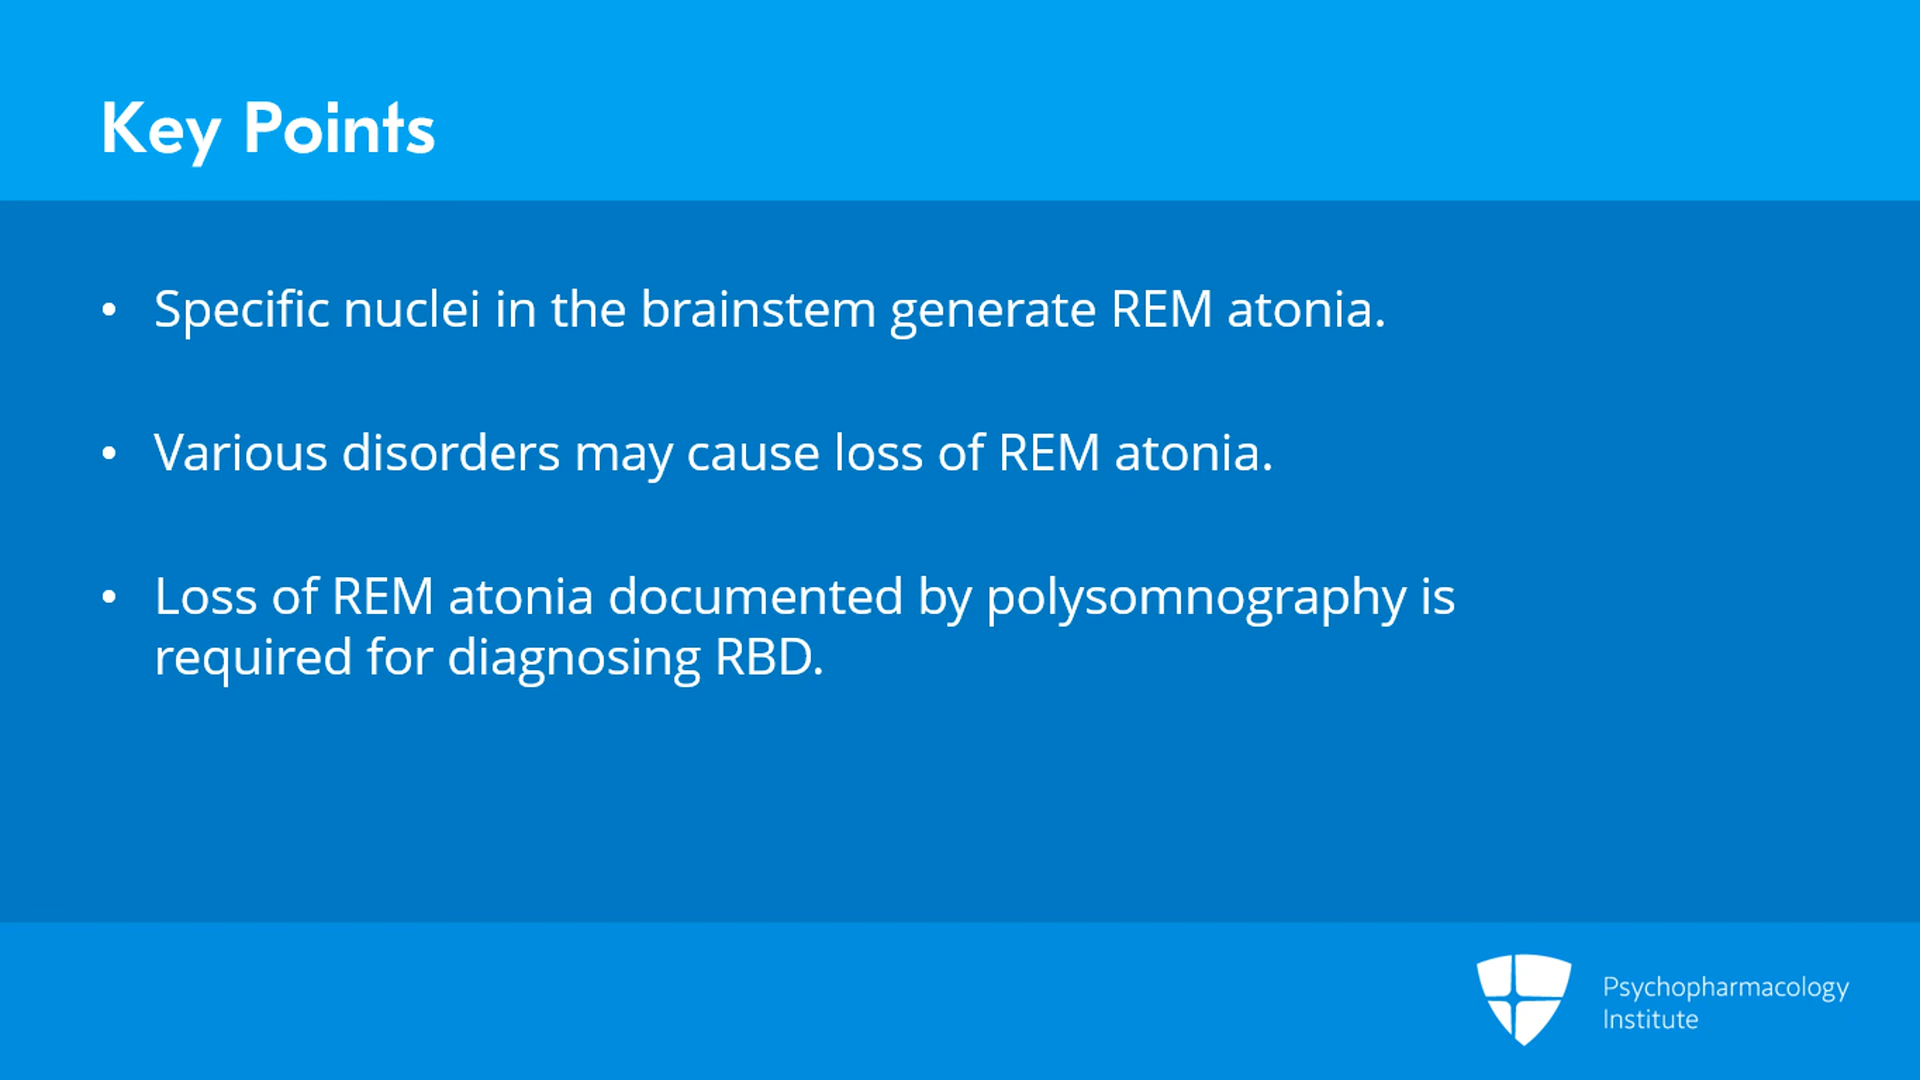 Key Points
• Specific nuclei in the brainstem generate REM atonia.
• Various disorders may cause loss of REM atonia.
• Loss of REM atonia documented by polysomnography is
required for diagnosing RBD.
Psychopharmacology
Institute